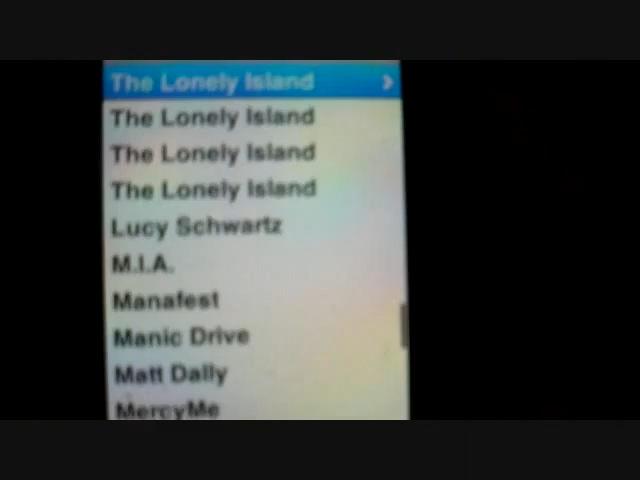 The Lonely Island
The Lonely Island
The Lonely Island
The Lonely Island
Lucy Schwartz
M.I.A.
Manafest
Manic Drive
Matt Dally
MercyMe